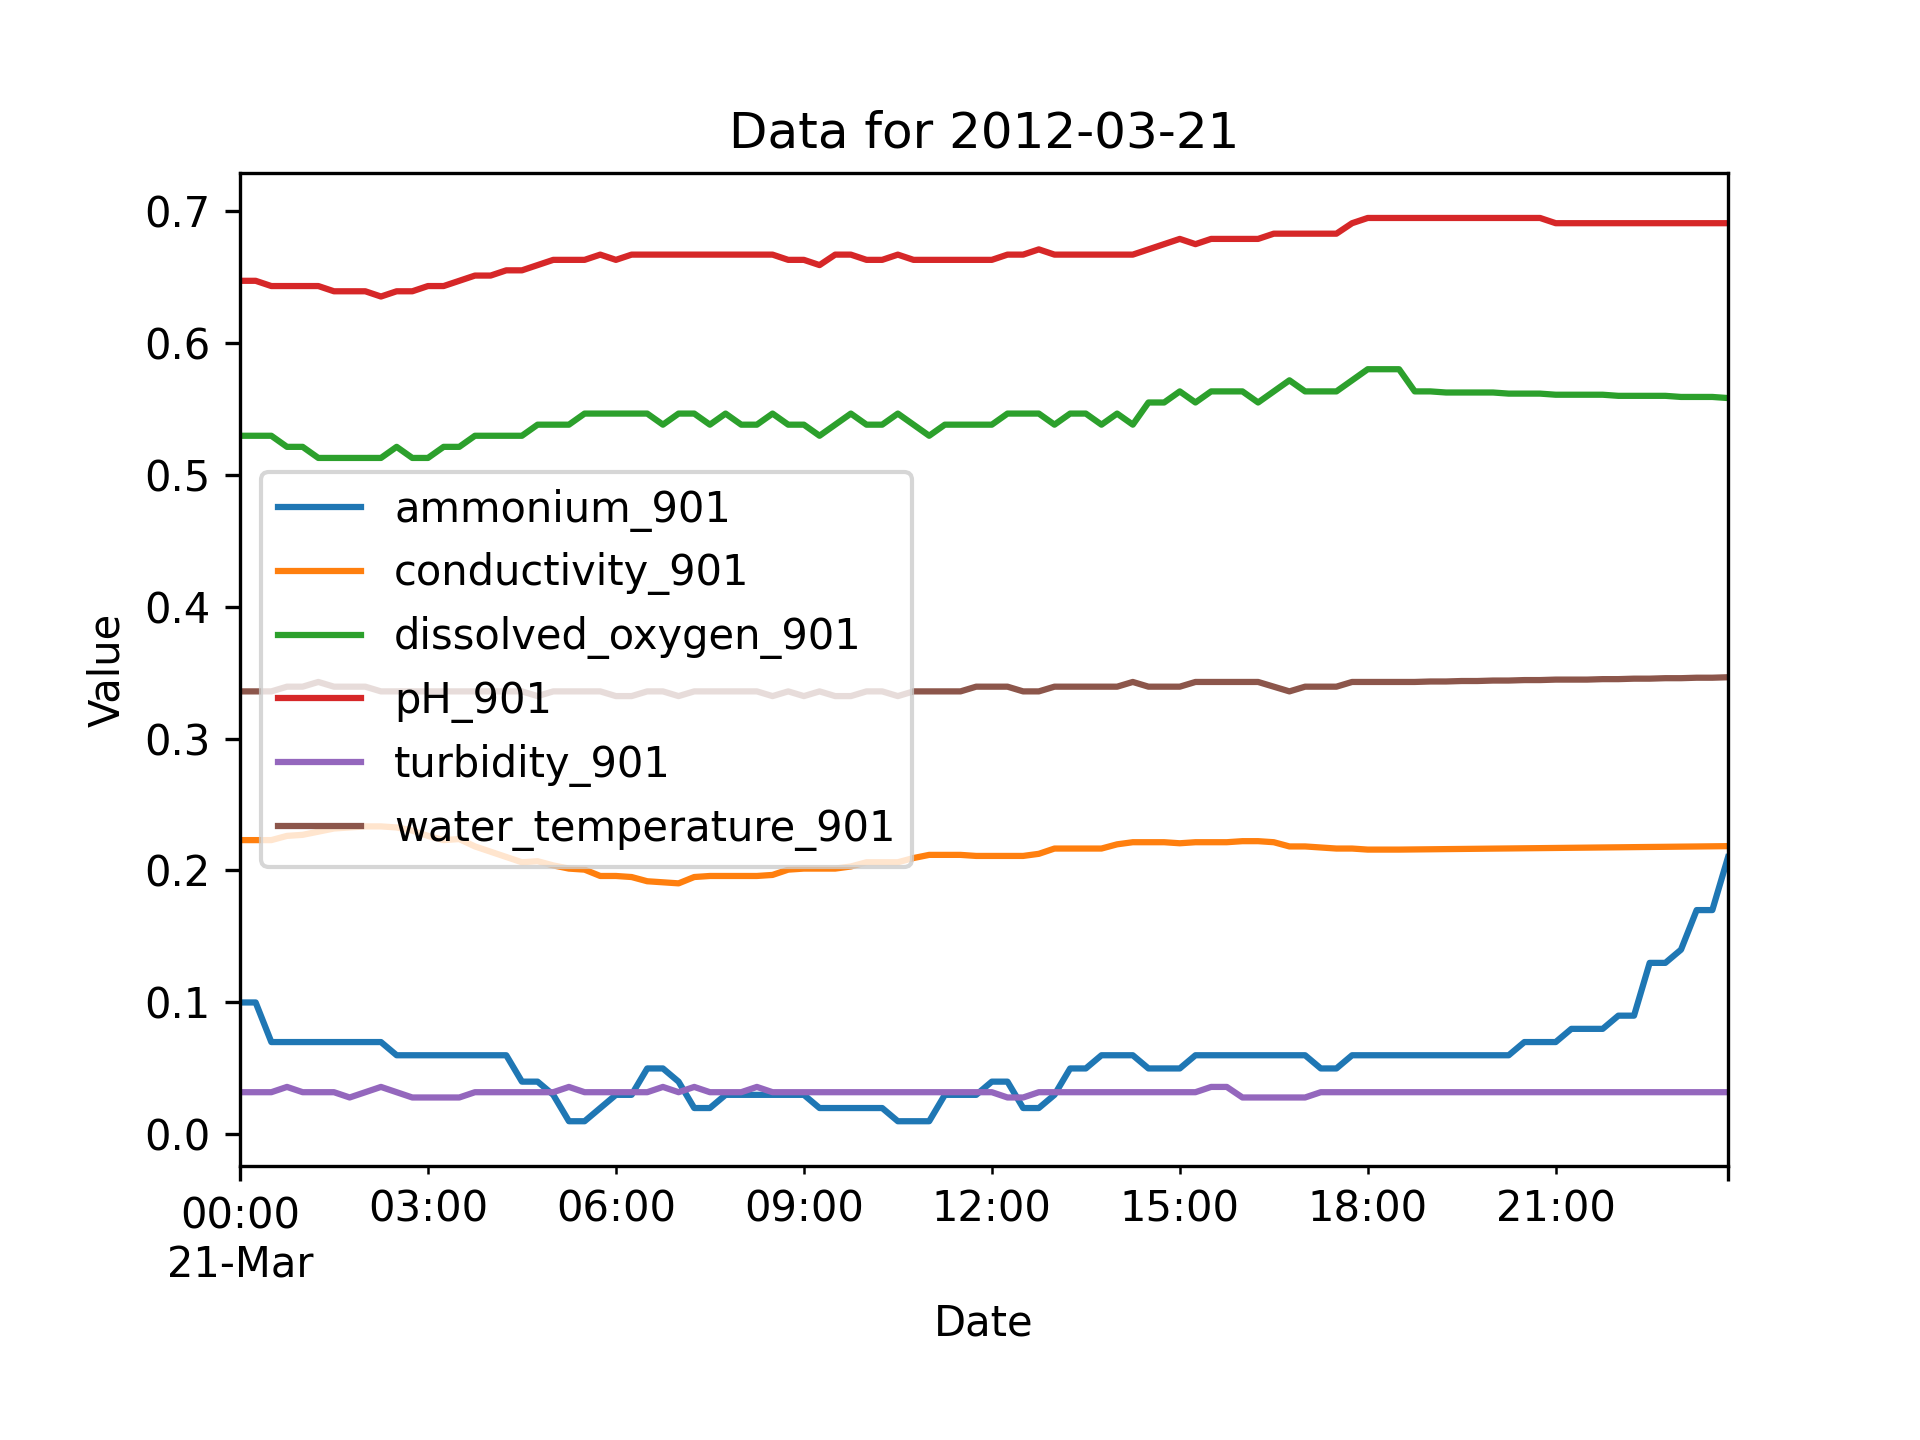 Data for 2012-03-21
Value
0.7
0.6
0.5
0.4
0.3
0.2
0.1
0.0
ammonium_901
conductivity_901
dissolved_oxygen_901
pH_901
turbidity_901
water_temperature_901
00:00 03:00 06:00 09:00 12:00 15:00 18:00 21:00
21-Mar
Date